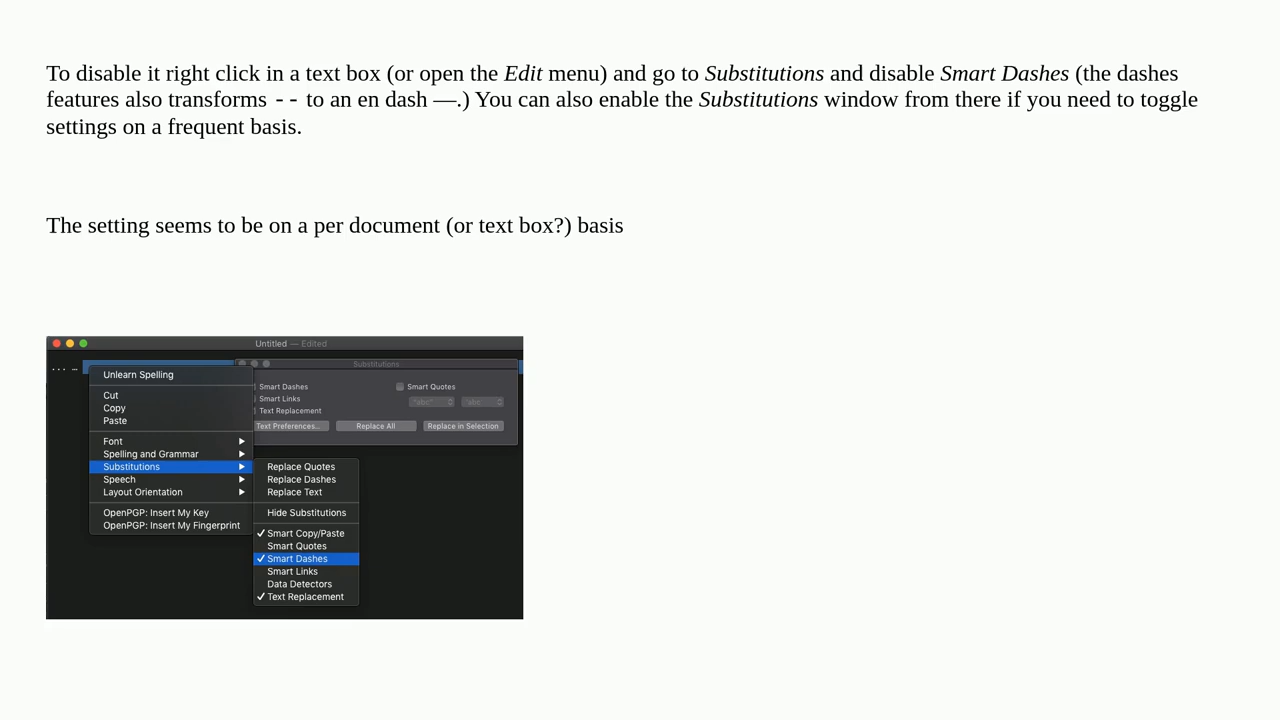 To disable it right click in a text box (or open the Edit menu) and go to Substitutions and disable Smart Dashes (the dashes
features also transforms -- to an en dash —.) You can also enable the Substitutions window from there if you need to toggle
settings on a frequent basis.
The setting seems to be on a per document (or text box?) basis
Untitled — Edited
... …
Substitutions
Unlearn Spelling
Cut
Copy
Paste
Font
Spelling and Grammar
Substitutions
Speech
Layout Orientation
OpenPGP: Insert My Key
OpenPGP: Insert My Fingerprint
Smart Dashes
Smart Quotes
Smart Links
"abc"
'abc
Text Replacement
Text Preferences...
Replace All
Replace in Selection
Replace Quotes
Replace Dashes
Replace Text
Hide Substitutions
✓ Smart Copy/Paste
Smart Quotes
✓ Smart Dashes
Smart Links
Data Detectors
✓ Text Replacement